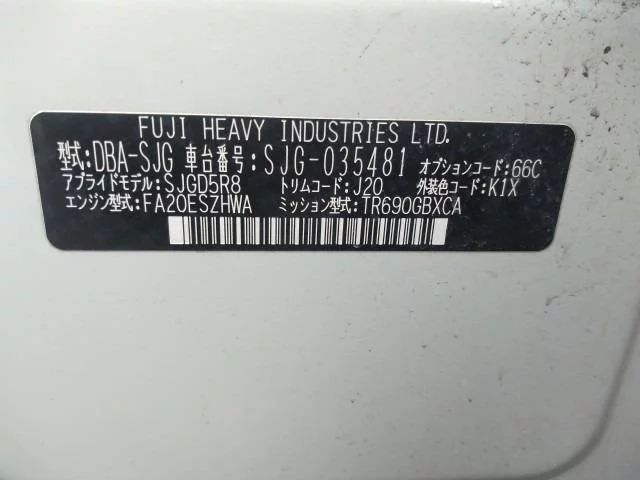 FUJI HEAVY INDUSTRIES LTD.
型式:DBA-SJG 車台番号:SJG-035481 オプションコード:66C
アプライドモデル:SJGD5R8 トリムコード:J20 外装色コード:K1X
エンジン型式:FA20ESZHWA ミッション型式:TR690GBXCA